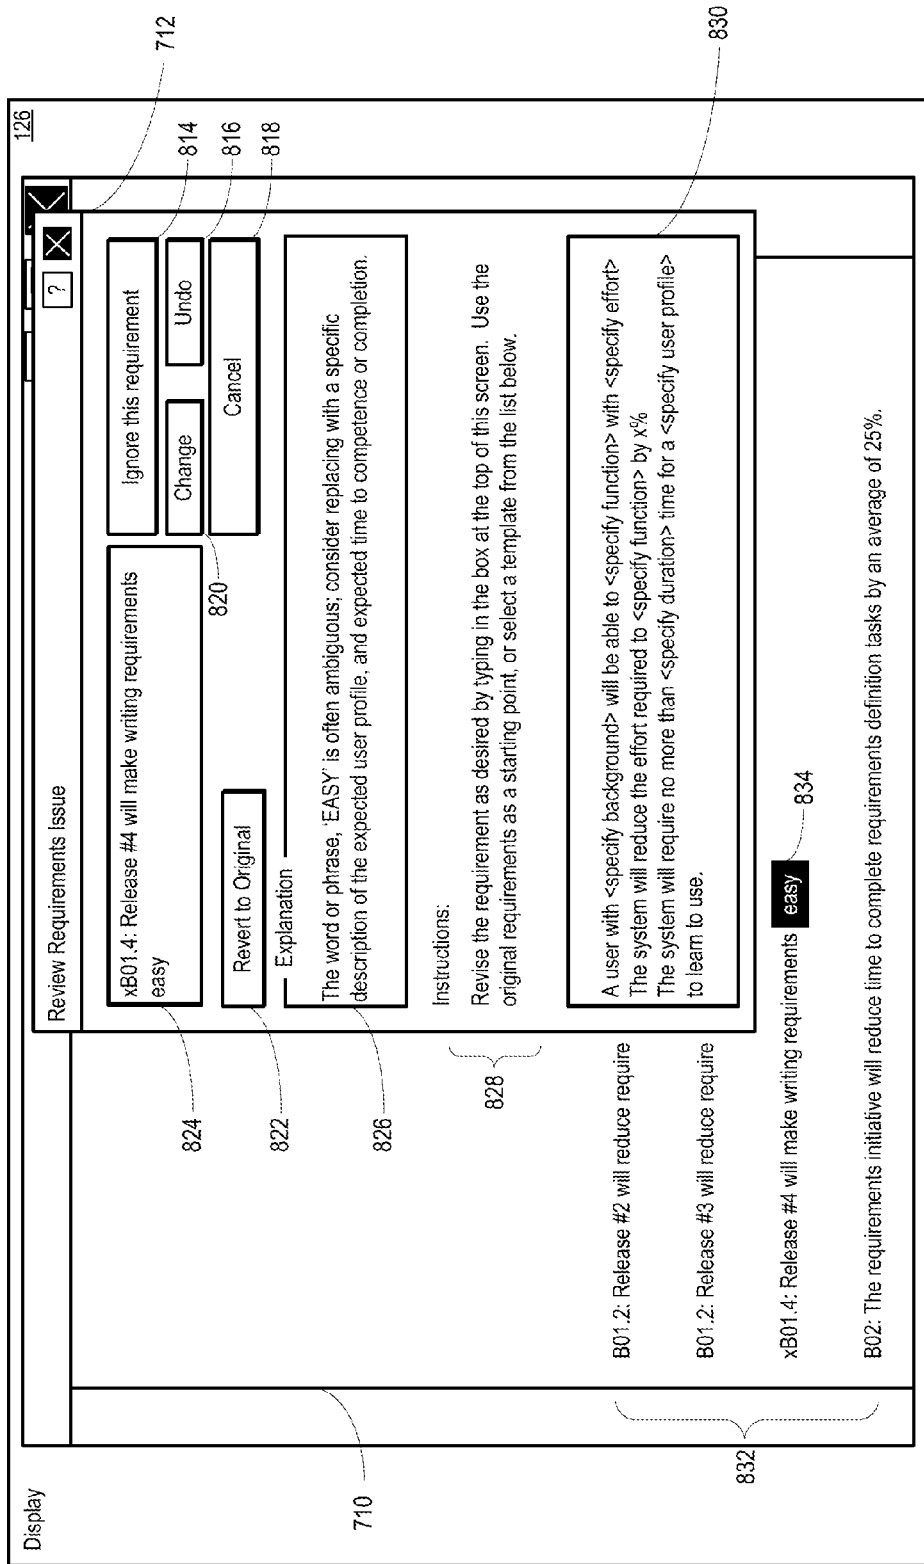 Display
126
Review Requirements Issue
?
712
xB01.4: Release #4 will make writing requirements
easy
Ignore this requirement
814
Change
Undo
816
Cancel
818
820
824
Revert to Original
822
Explanation
The word or phrase, 'EASY' is often ambiguous; consider replacing with a specific
description of the expected user profile, and expected time to competence or completion.
826
Instructions:
Revise the requirement as desired by typing in the box at the top of this screen. Use the
original requirements as a starting point, or select a template from the list below.
828
A user with <specify background> will be able to <specify function> with <specify effort>
The system will reduce the effort required to <specify function> by x%
The system will require no more than <specify duration> time for a <specify user profile>
to learn to use.
830
710
B01.2: Release #2 will reduce require
B01.2: Release #3 will reduce require
xB01.4: Release #4 will make writing requirements easy
834
B02: The requirements initiative will reduce time to complete requirements definition tasks by an average of 25%.
832